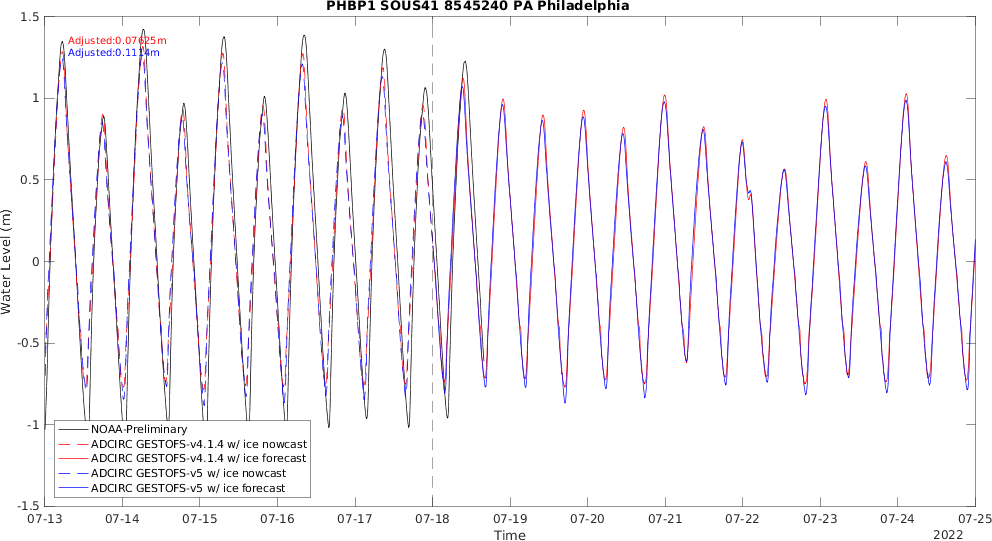 PHBP1 SOUS41 8545240 PA Philadelphia
Adjusted:0.07625m
Adjusted:0.1114m
Water Level (m)
1.5
1
0.5
0
-0.5
-1
-1.5
NOAA-Preliminary
ADCIRC GESTOFS-v4.1.4 w/ ice nowcast
ADCIRC GESTOFS-v4.1.4 w/ ice forecast
ADCIRC GESTOFS-v5 w/ ice nowcast
ADCIRC GESTOFS-v5 w/ ice forecast
07-13 07-14 07-15 07-16 07-17 07-18 07-19 07-20 07-21 07-22 07-23 07-24 07-25
Time
2022